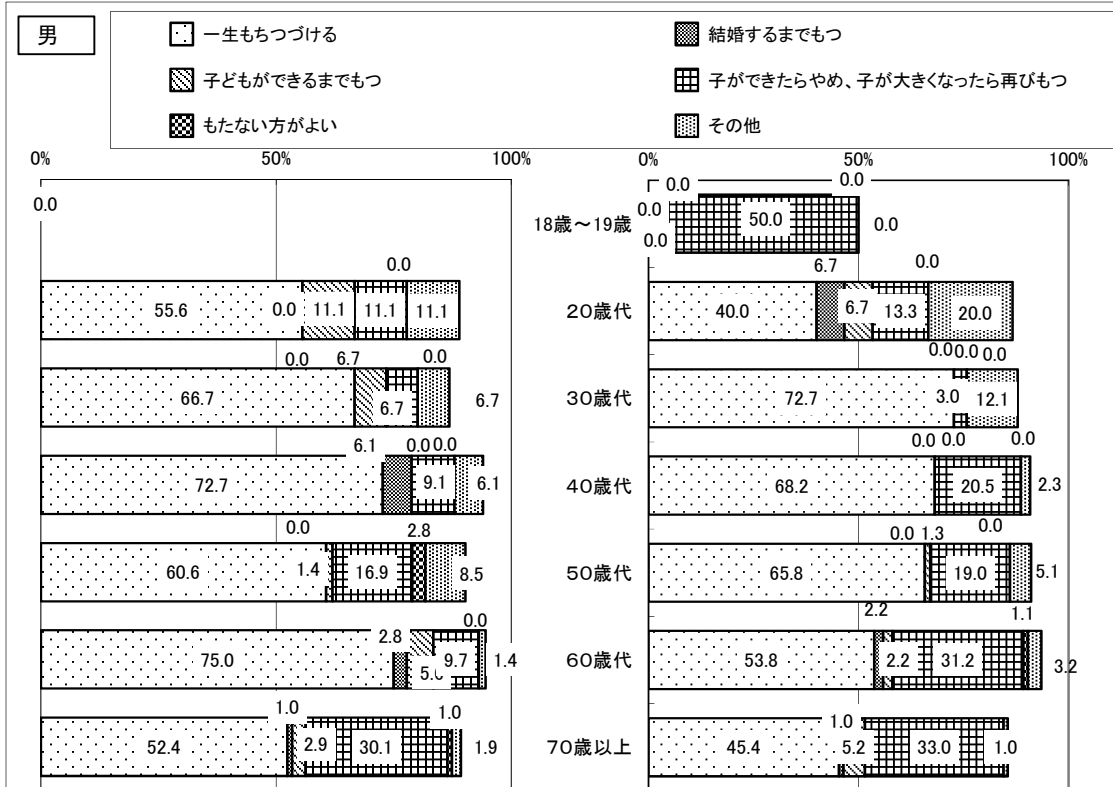 男
一生もちつづける
結婚するまでもつ
子どもができるまでもつ
子ができたらやめ、子が大きくなったら再びもつ
もたない方がよい
その他
0% 50% 100% 0% 50% 100%
0.0 0.0 0.0
0.0 18歳～19歳 50.0 0.0
0.0
0.0 6.7 0.0
55.6 0.0 11.1 11.1 11.1 20歳代 40.0 6.7 13.3 20.0
0.0 6.7 0.0 0.0 0.0 0.0
66.7 6.7 6.7 30歳代 72.7 3.0 12.1
6.1 0.0 0.0 0.0 0.0 0.0
72.7 9.1 6.1 40歳代 68.2 20.5 2.3
0.0 2.8 0.0 1.3 0.0
60.6 1.4 16.9 8.5 50歳代 65.8 19.0 5.1
2.8 0.0 2.2 1.1
75.0 9.7 1.4 60歳代 53.8 2.2 31.2 3.2
1.0 1.0 1.0
52.4 2.9 30.1 1.9 70歳以上 45.4 5.2 33.0 1.0